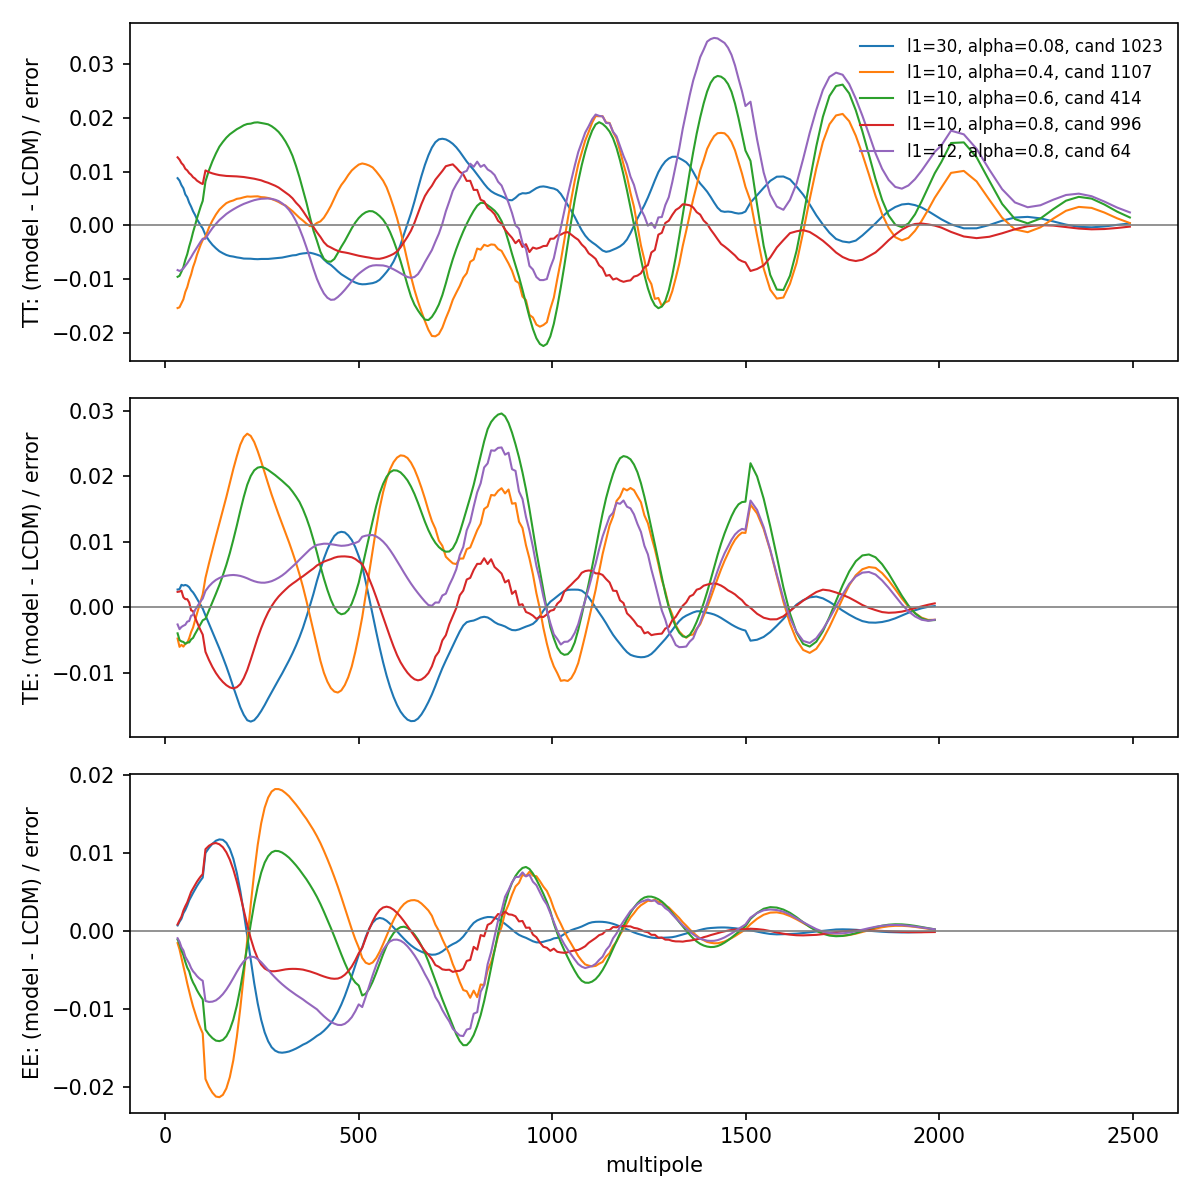 TT: (model - LCDM) / error
0.03
0.02
0.01
0.00
−0.01
−0.02
l1=30, alpha=0.08, cand 1023
l1=10, alpha=0.4, cand 1107
l1=10, alpha=0.6, cand 414
l1=10, alpha=0.8, cand 996
l1=12, alpha=0.8, cand 64
TE: (model - LCDM) / error
0.03
0.02
0.01
0.00
−0.01
EE: (model - LCDM) / error
0.02
0.01
0.00
−0.01
−0.02
0 500 1000 1500 2000 2500
multipole